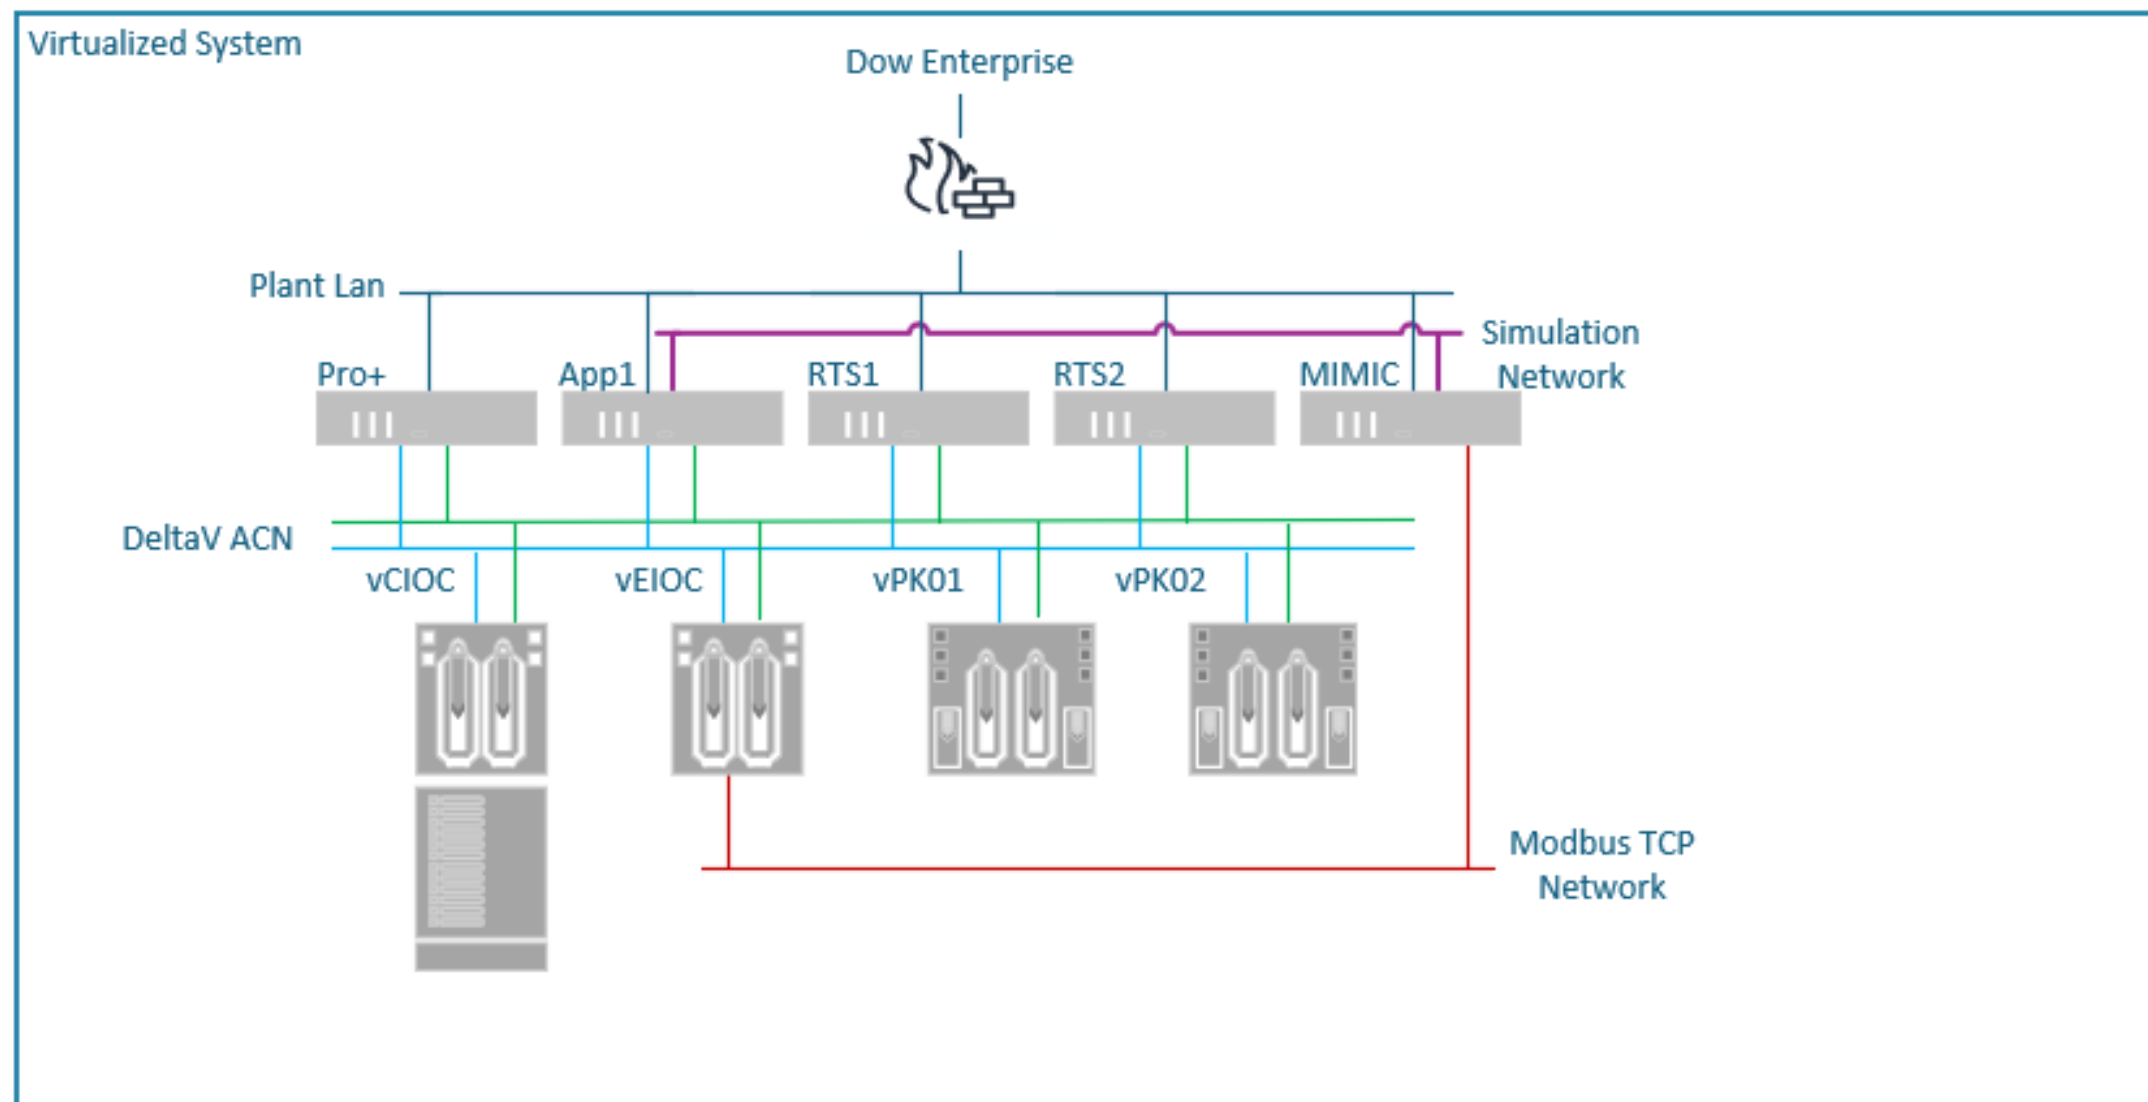 Virtualized System
Dow Enterprise
Plant Lan
Simulation
Network
Pro+
App1
RTS1
RTS2
MIMIC
DeltaV ACN
vCIOC
vEIOC
vPK01
vPK02
Modbus TCP
Network